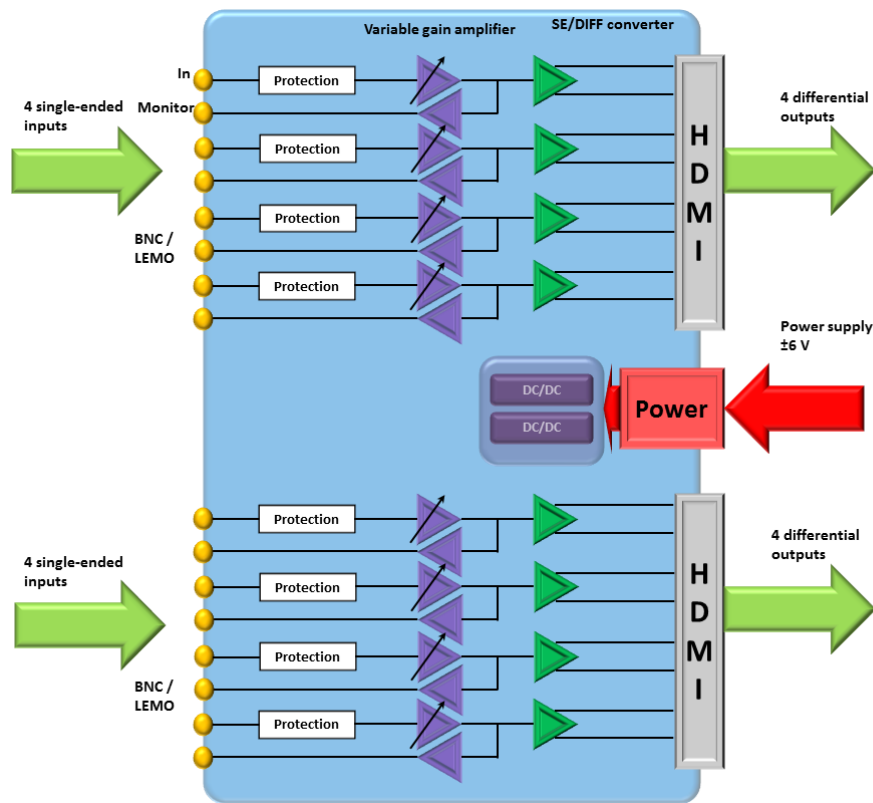 Variable gain amplifier
SE/DIFF converter
In
Protection
Monitor
4 single-ended
inputs
Protection
Protection
BNC /
LEMO
Protection
H
D
M
I
4 differential
outputs
Power supply
±6 V
DC/DC
DC/DC
Power
Protection
4 single-ended
inputs
Protection
Protection
BNC /
LEMO
Protection
H
D
M
I
4 differential
outputs